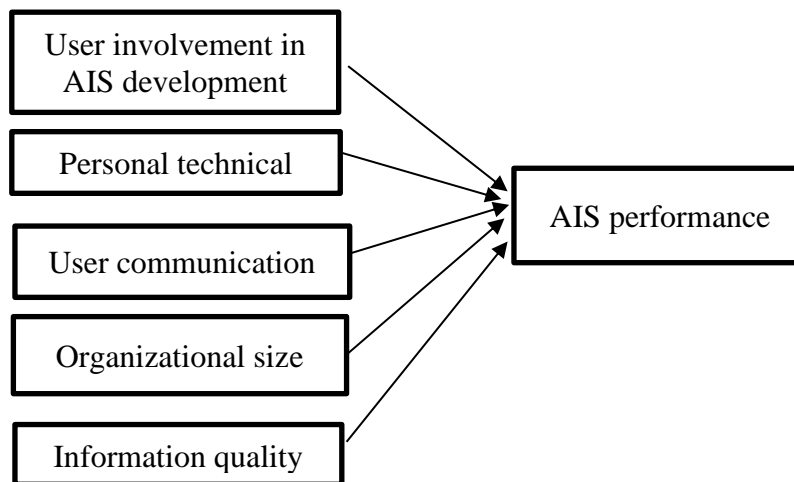 User involvement in
AIS development
Personal technical
AIS performance
User communication
Organizational size
Information quality